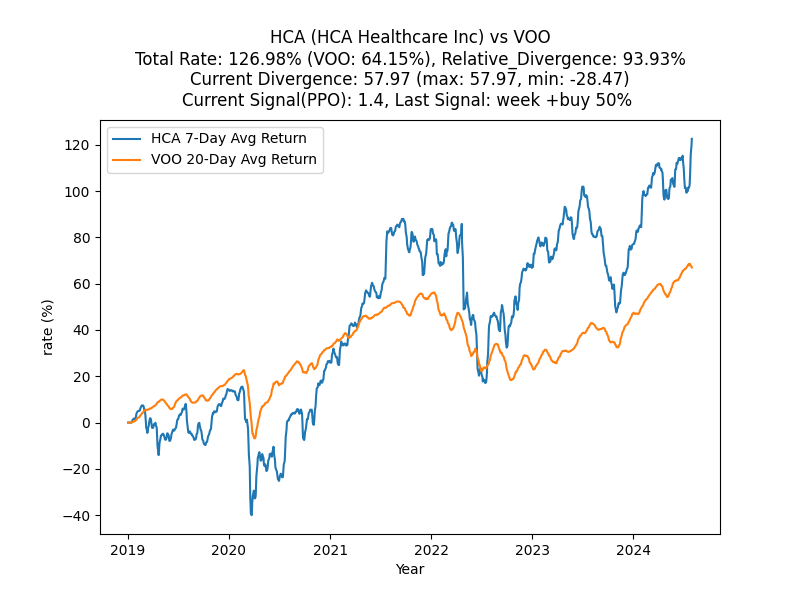 HCA (HCA Healthcare Inc) vs VOO
Total Rate: 126.98% (VOO: 64.15%), Relative_Divergence: 93.93%
Current Divergence: 57.97 (max: 57.97, min: -28.47)
Current Signal(PPO): 1.4, Last Signal: week +buy 50%
HCA 7-Day Avg Return
VOO 20-Day Avg Return
rate (%)
120
100
80
60
40
20
0
−20
−40
2019
2020
2021
2022
2023
2024
Year